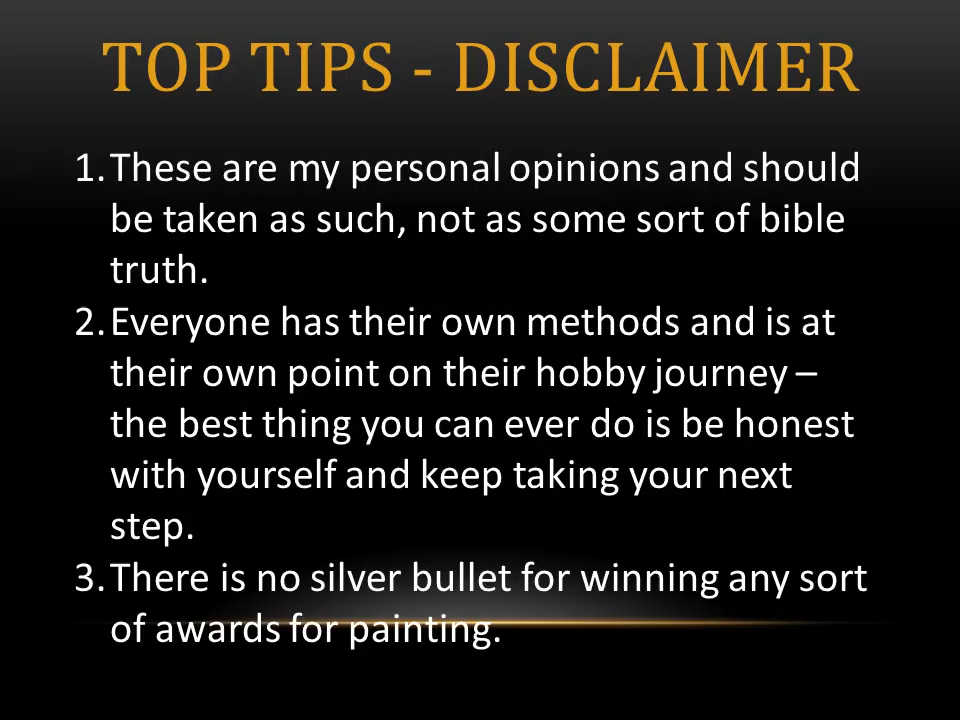 TOP TIPS - DISCLAIMER
1. These are my personal opinions and should
be taken as such, not as some sort of bible
truth.
2. Everyone has their own methods and is at
their own point on their hobby journey –
the best thing you can ever do is be honest
with yourself and keep taking your next
step.
3. There is no silver bullet for winning any sort
of awards for painting.